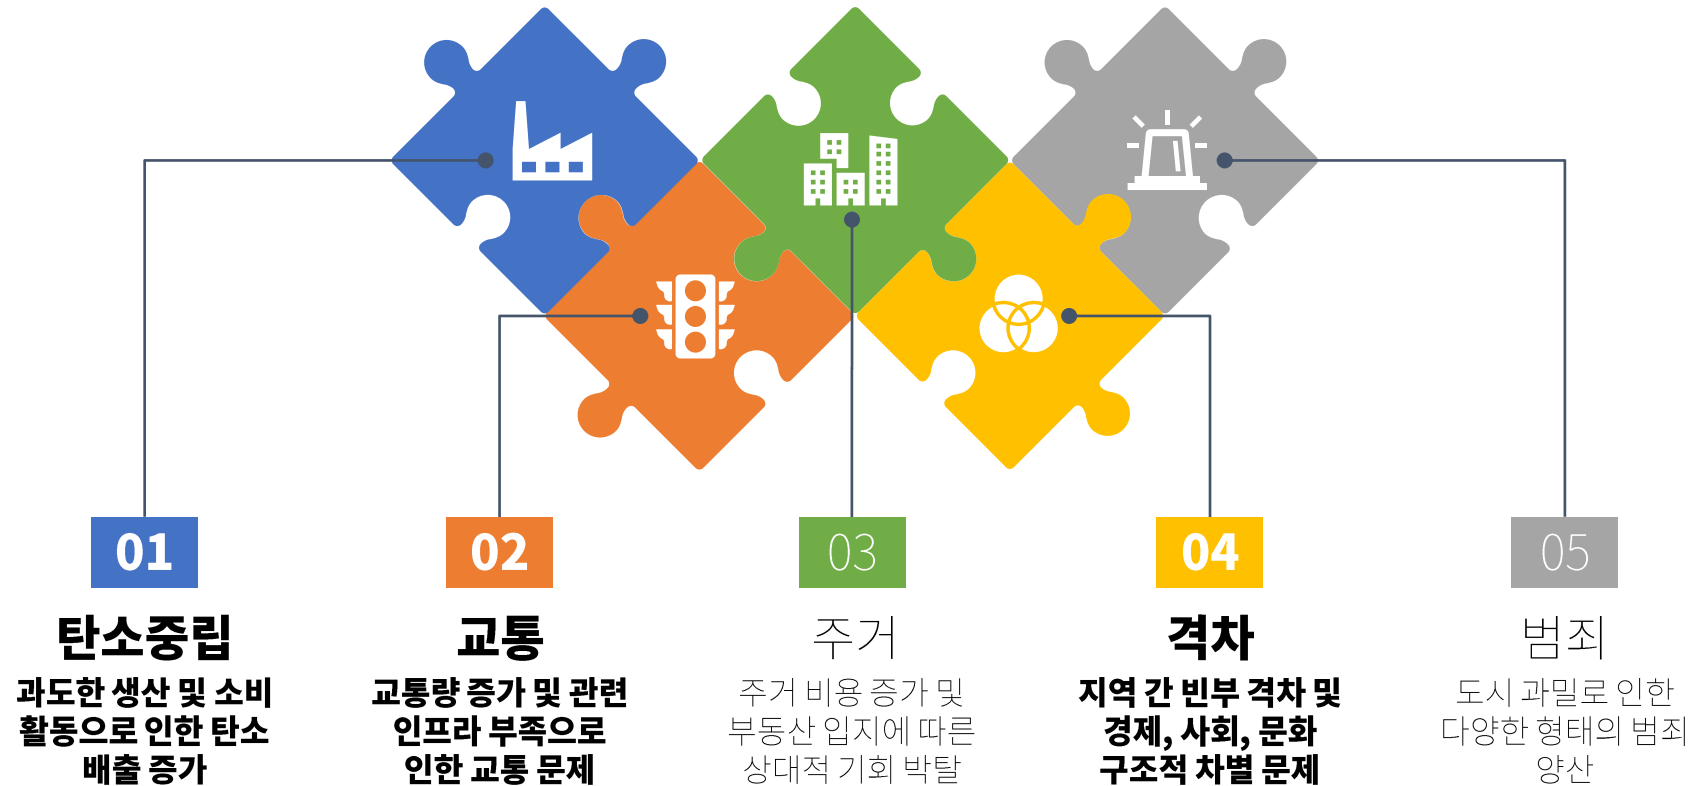 01
탄소중립
과도한 생산 및 소비
활동으로 인한 탄소
배출 증가
02
교통
교통량 증가 및 관련
인프라 부족으로
인한 교통 문제
03
주거
주거 비용 증가 및
부동산 입지에 따른
상대적 기회 박탈
04
격차
지역 간 빈부 격차 및
경제, 사회, 문화
구조적 차별 문제
05
범죄
도시 과밀로 인한
다양한 형태의 범죄
양산